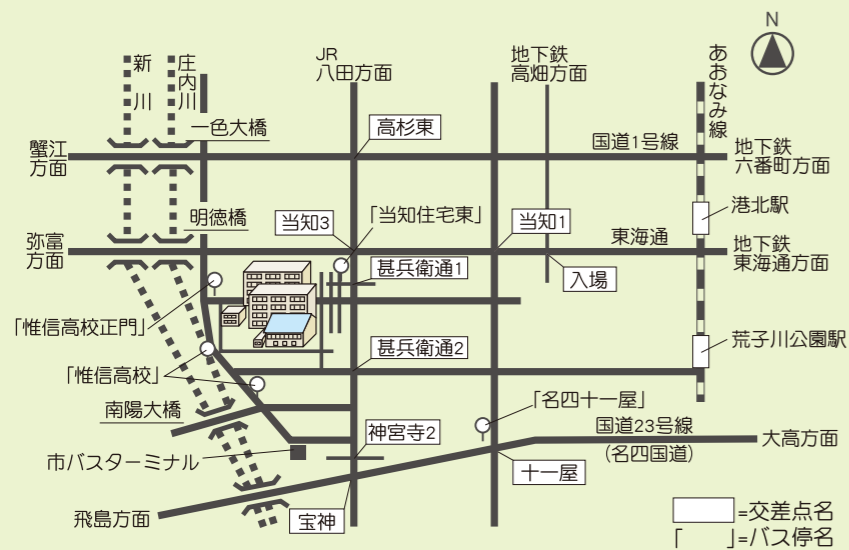 N
新川
庄内川
JR
八田方面
地下鉄
高畑方面
あおなみ線
一色大橋
高杉東
国道1号線
蟹江
方面
地下鉄
六番町方面
明徳橋
当知3
「当知住宅東」
当知1
港北駅
東海通
弥富
方面
地下鉄
東海通方面
甚兵衛通1
入場
「惟信高校正門」
甚兵衛通2
荒子川公園駅
「惟信高校」
南陽大橋
「名四十一屋」
神宮寺2
国道23号線
(名四国道)
大高方面
市バスターミナル
十一屋
飛島方面
宝神
=交差点名
「　」=バス停名